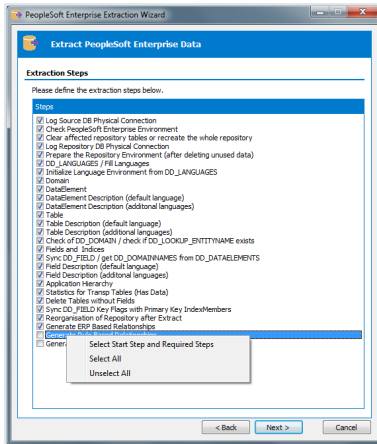 PeopleSoft Enterprise Extraction Wizard
Extract PeopleSoft Enterprise Data
Extraction Steps
Please define the extraction steps below.
Steps
Log Source DB Physical Connection
Check PeopleSoft Enterprise Environment
Clear affected repository tables or recreate the whole repository
Log Repository DB Physical Connection
Prepare the Repository Environment (after deleting unused data)
DD_LANGUAGES / Fill Languages
Initialize Language Environment from DD_LANGUAGES
Domain
DataElement
DataElement Description (default language)
DataElement Description (additonal languages)
Table
Table Description (default language)
Table Description (additional languages)
Check of DD_DOMAIN / check if DD_LOOKUP_ENTITYNAME exists
Fields and Indices
Sync DD_FIELD / get DD_DOMAINNAMES from DD_DATAELEMENTS
Field Description (default language)
Field Description (additional languages)
Application Hierarchy
Statistics for Transp Tables (Has Data)
Delete Tables without Fields
Sync DD_FIELD Key Flags with Primary Key IndexMembers
Reorganisation of Repository after Extract
Generate ERP Based Relationships
Generate Rule Based Relationships
Gener
Select Start Step and Required Steps
Select All
Unselect All
< Back
Next >
Cancel